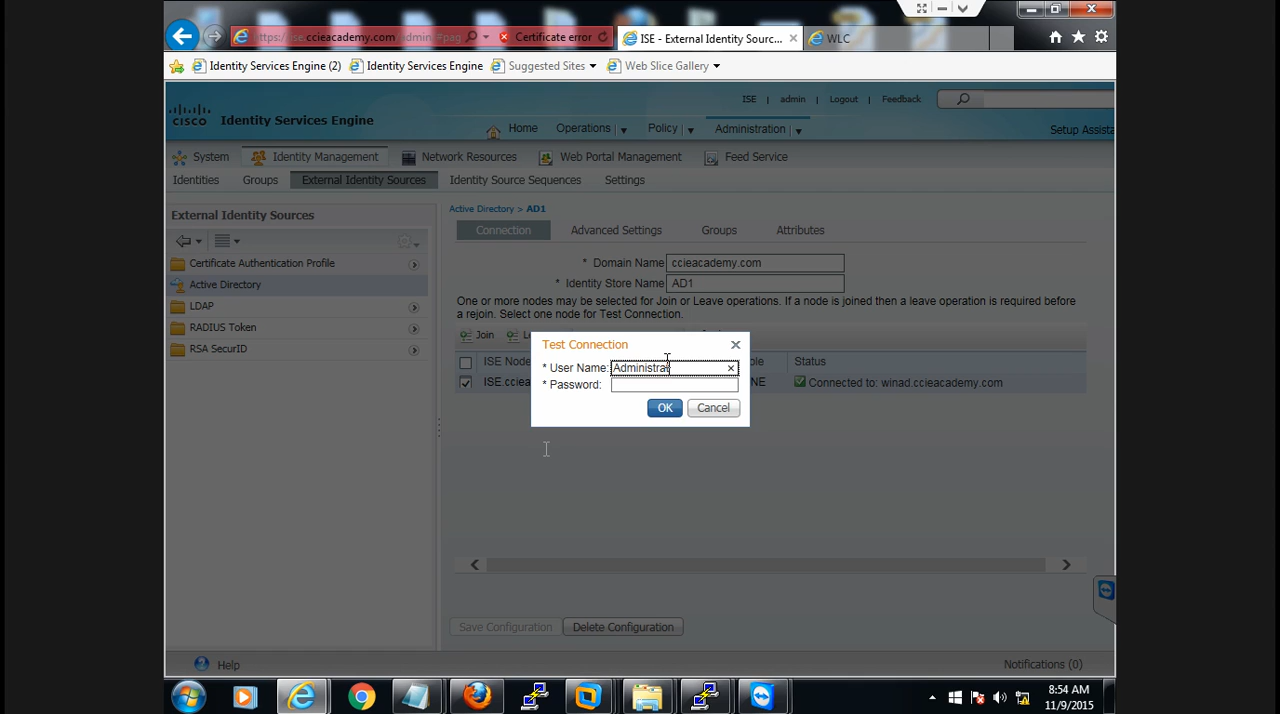 https://ise.ccieacademy.com/admin/#pag
Certificate error
ISE - External Identity Sourc...
WLC
Identity Services Engine (2)
Identity Services Engine
Suggested Sites
Web Slice Gallery
ISE | admin | Logout | Feedback
CISCO
Identity Services Engine
Home
Operations
Policy
Administration
Setup Assista
System
Identity Management
Network Resources
Web Portal Management
Feed Service
Identities
Groups
External Identity Sources
Identity Source Sequences
Settings
External Identity Sources
Certificate Authentication Profile
Active Directory
LDAP
RADIUS Token
RSA SecurID
Active Directory > AD1
Connection
Advanced Settings
Groups
Attributes
* Domain Name ccieacademy.com
* Identity Store Name AD1
One or more nodes may be selected for Join or Leave operations. If a node is joined then a leave operation is required before
a rejoin. Select one node for Test Connection.
Join
ISE Node
Status
ISE.ccie
Connected to: winad.ccieacademy.com
Test Connection
* User Name: Administrat
* Password:
OK
Cancel
Save Configuration
Delete Configuration
Help
Notifications (0)
8:54 AM
11/9/2015